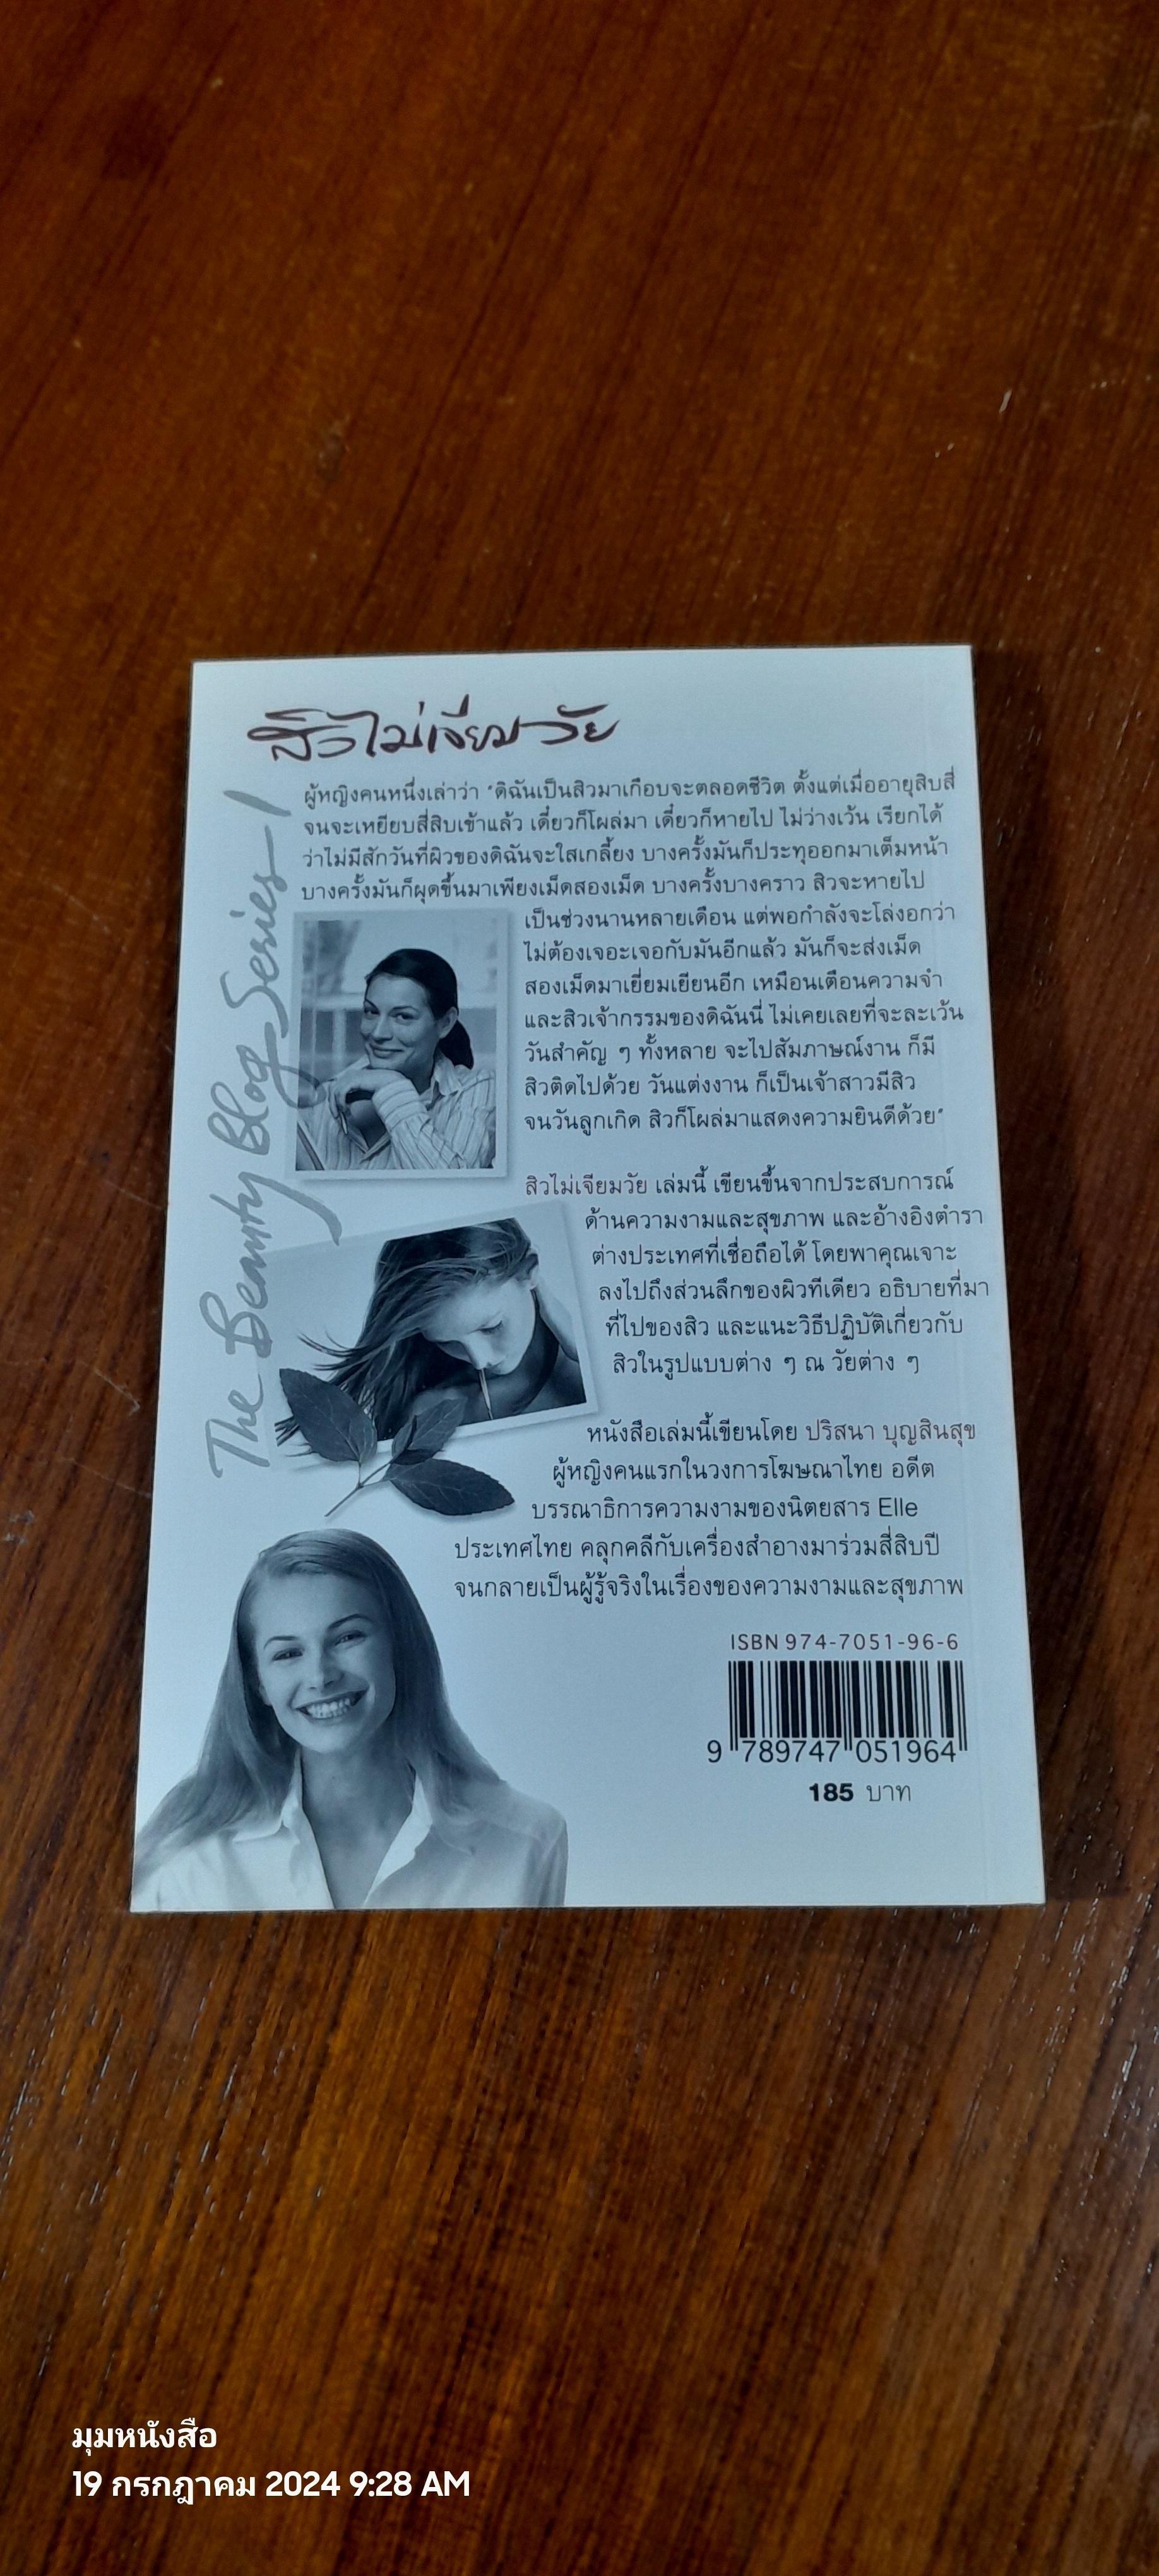 สิวไม่เจียมวัย
The Beauty Blog Series-1
ผู้หญิงคนหนึ่งเล่าว่า "ดิฉันเป็นสิวมาเกือบจะตลอดชีวิต ตั้งแต่เมื่ออายุสิบสี่
จนจะเหยียบสี่สิบเข้าแล้ว เดี๋ยวก็โผล่มา เดี๋ยวก็หายไป ไม่ว่างเว้น เรียกได้
ว่าไม่มีสักวันที่ผิวของดิฉันจะใสเกลี้ยง บางครั้งมันก็ประทุออกมาเต็มหน้า
บางครั้งมันก็ผุดขึ้นมาเพียงเม็ดสองเม็ด บางครั้งบางคราว สิวจะหายไป
เป็นช่วงนานหลายเดือน แต่พอกำลังจะโล่งอกว่า
ไม่ต้องเจอะเจอกับมันอีกแล้ว มันก็จะส่งเม็ด
สองเม็ดมาเยี่ยมเยียนอีก เหมือนเตือนความจำ
และสิวเจ้ากรรมของดิฉันนี่ ไม่เคยเลยที่จะละเว้น
วันสำคัญ ๆ ทั้งหลาย จะไปสัมภาษณ์งาน ก็มี
สิวติดไปด้วย วันแต่งงาน ก็เป็นเจ้าสาวมีสิว
จนวันลูกเกิด สิวก็โผล่มาแสดงความยินดีด้วย"
สิวไม่เจียมวัย เล่มนี้ เขียนขึ้นจากประสบการณ์
ด้านความงามและสุขภาพ และอ้างอิงตำรา
ต่างประเทศที่เชื่อถือได้ โดยพาคุณเจาะ
ลงไปถึงส่วนลึกของผิวทีเดียว อธิบายที่มา
ที่ไปของสิว และแนะวิธีปฏิบัติเกี่ยวกับ
สิวในรูปแบบต่าง ๆ ณ วัยต่าง ๆ
หนังสือเล่มนี้เขียนโดย ปริสนา บุญสินสุข
ผู้หญิงคนแรกในวงการโฆษณาไทย อดีต
บรรณาธิการความงามของนิตยสาร Elle
ประเทศไทย คลุกคลีกับเครื่องสำอางมาร่วมสี่สิบปี
จนกลายเป็นผู้รู้จริงในเรื่องของความงามและสุขภาพ
ISBN 974-7051-96-6
9 789747 051964
185 บาท
มุมหนังสือ
19 กรกฎาคม 2024 9:28 AM